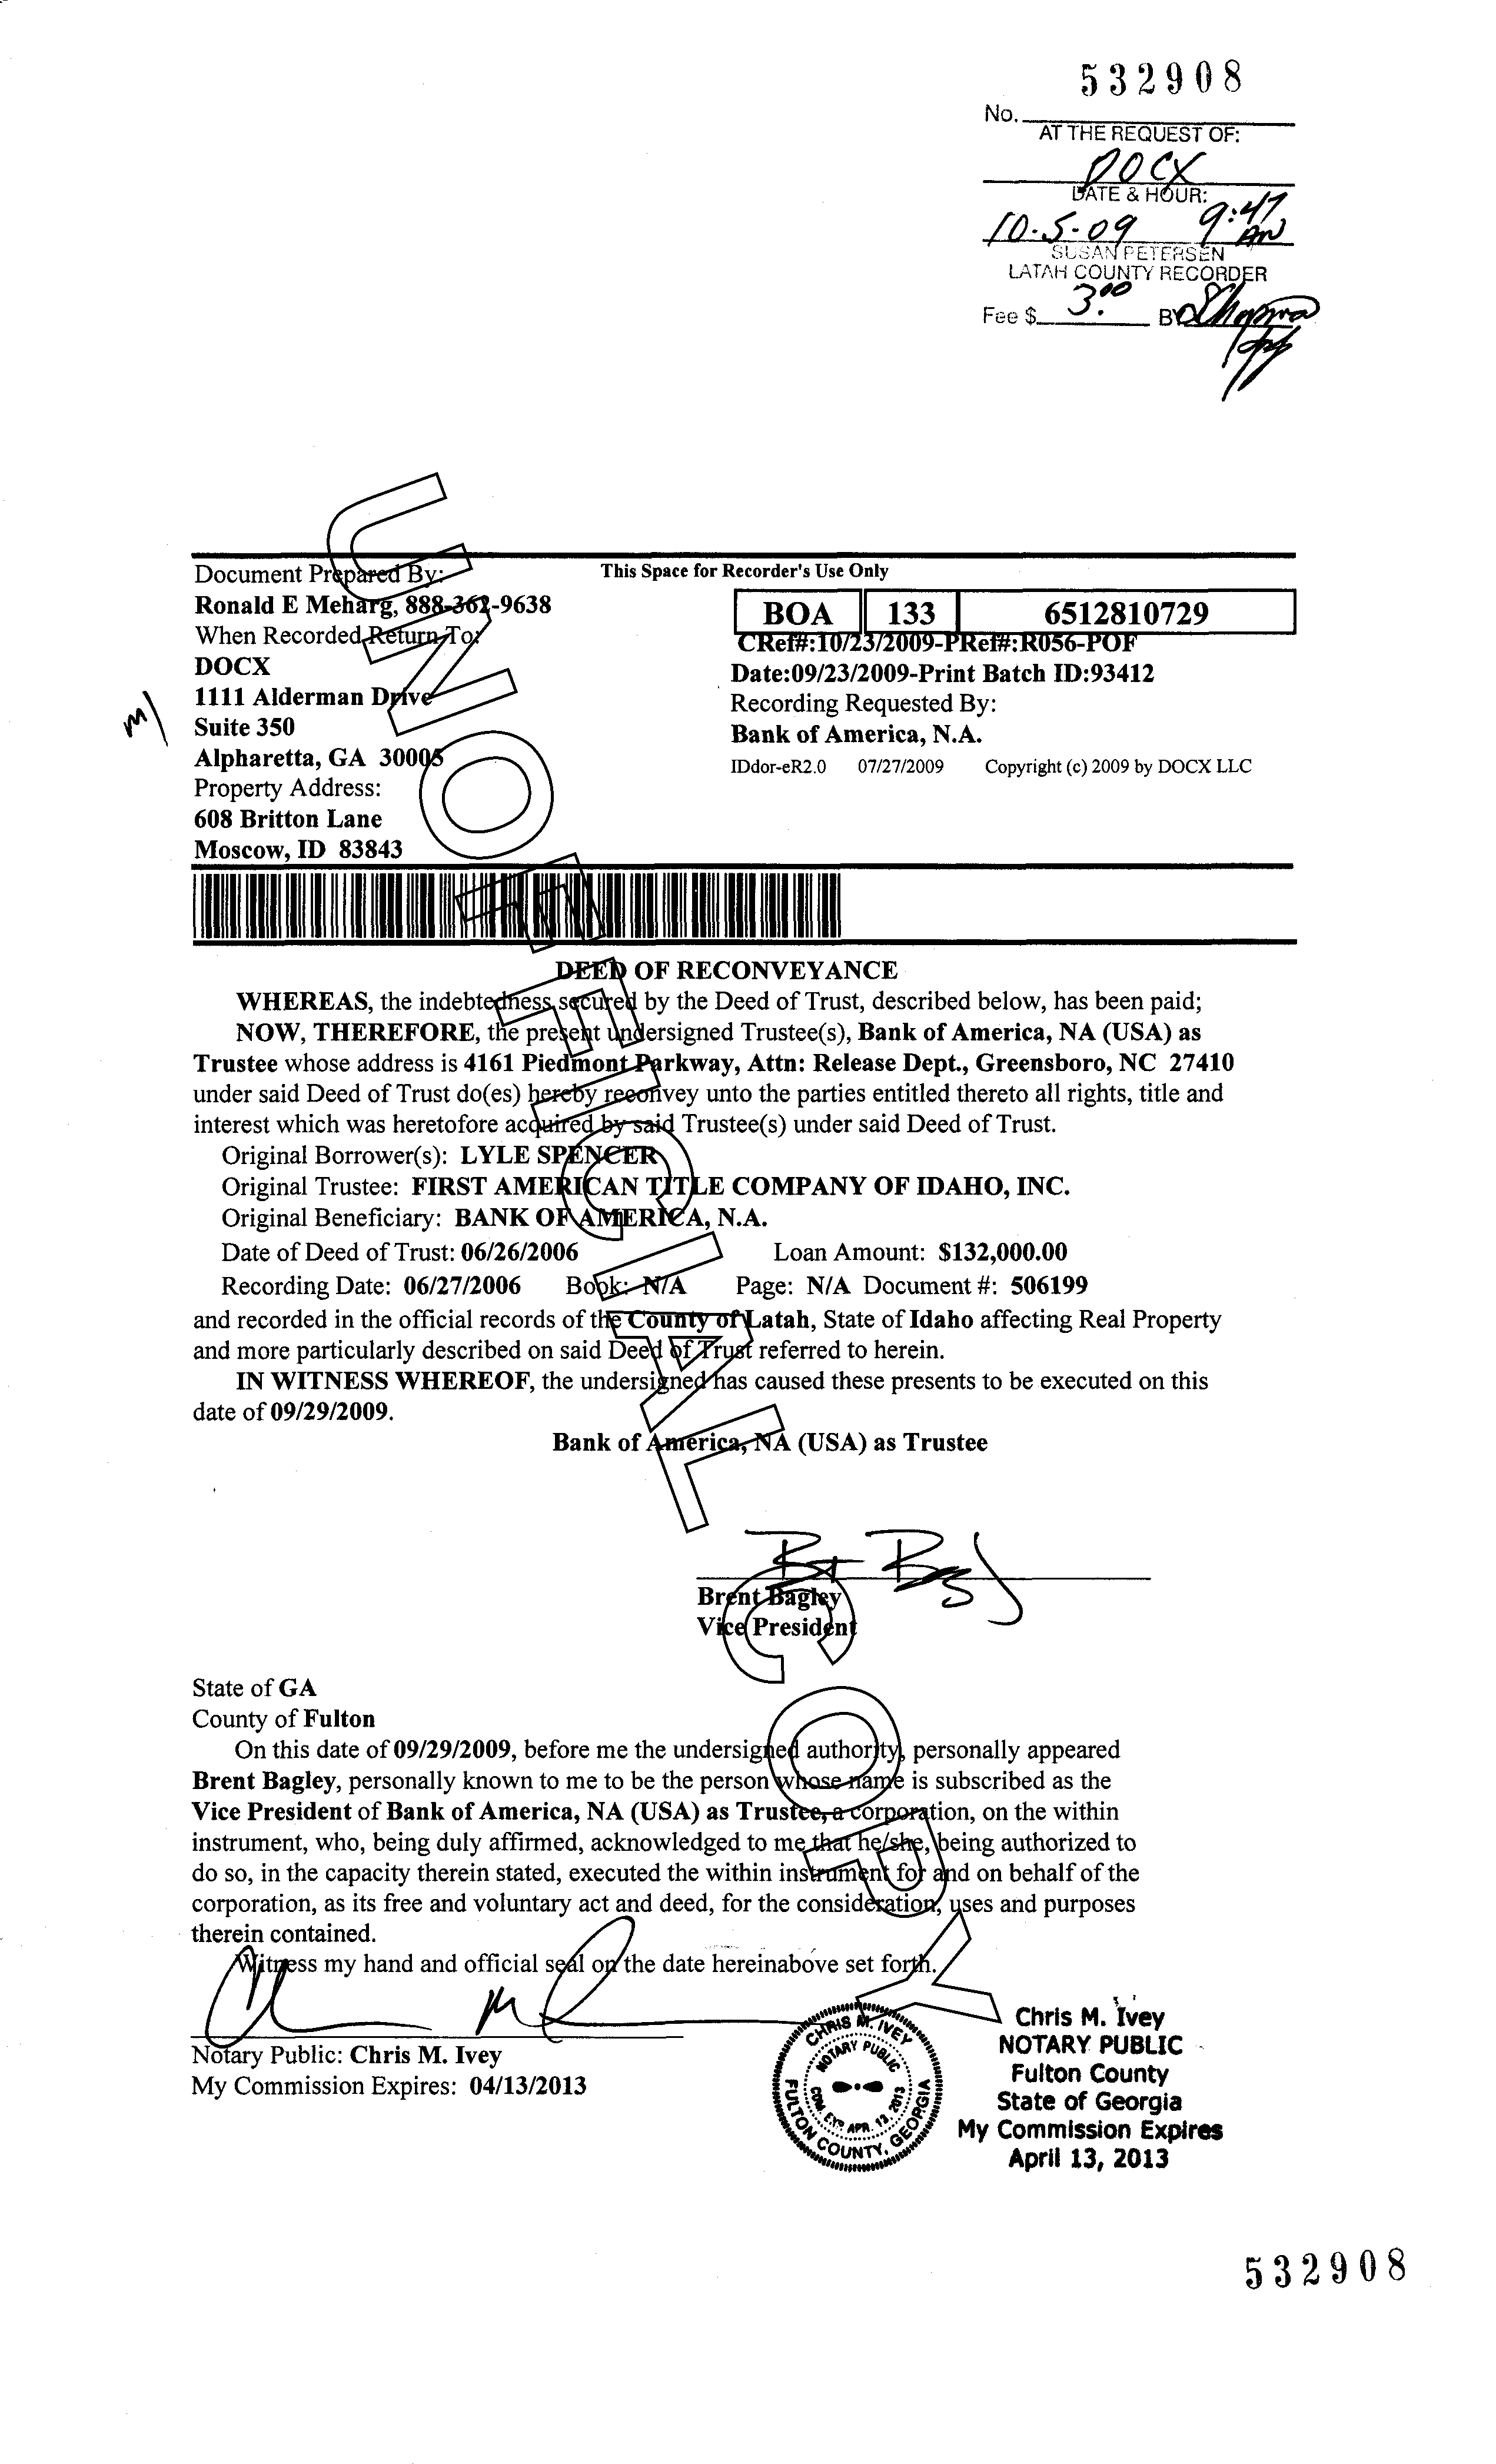 532908
No.
AT THE REQUEST OF:
DOCX
DATE & HOUR:
10-5-09 9:47 AM
SUSAN PETERSEN
LATAH COUNTY RECORDER
Fee $ 3.00 BY
Document Prepared By:
Ronald E Meharg, 888-362-9638
When Recorded Return To:
DOCX
1111 Alderman Drive
Suite 350
Alpharetta, GA 30005
Property Address:
608 Britton Lane
Moscow, ID 83843
This Space for Recorder's Use Only
BOA 133 6512810729
CRef#:10/23/2009-PRef#:R056-POF
Date:09/23/2009-Print Batch ID:93412
Recording Requested By:
Bank of America, N.A.
IDdor-eR2.0 07/27/2009 Copyright (c) 2009 by DOCX LLC
DEED OF RECONVEYANCE
WHEREAS, the indebtedness secured by the Deed of Trust, described below, has been paid;
NOW, THEREFORE, the present undersigned Trustee(s), Bank of America, NA (USA) as
Trustee whose address is 4161 Piedmont Parkway, Attn: Release Dept., Greensboro, NC 27410
under said Deed of Trust do(es) hereby reconvey unto the parties entitled thereto all rights, title and
interest which was heretofore acquired by said Trustee(s) under said Deed of Trust.
Original Borrower(s): LYLE SPENCER
Original Trustee: FIRST AMERICAN TITLE COMPANY OF IDAHO, INC.
Original Beneficiary: BANK OF AMERICA, N.A.
Date of Deed of Trust: 06/26/2006 Loan Amount: $132,000.00
Recording Date: 06/27/2006 Book: N/A Page: N/A Document #: 506199
and recorded in the official records of the County of Latah, State of Idaho affecting Real Property
and more particularly described on said Deed of Trust referred to herein.
IN WITNESS WHEREOF, the undersigned has caused these presents to be executed on this
date of 09/29/2009.
Bank of America, NA (USA) as Trustee
Brent Bagley
Vice President
State of GA
County of Fulton
On this date of 09/29/2009, before me the undersigned authority, personally appeared
Brent Bagley, personally known to me to be the person whose name is subscribed as the
Vice President of Bank of America, NA (USA) as Trustee, a corporation, on the within
instrument, who, being duly affirmed, acknowledged to me that he/she, being authorized to
do so, in the capacity therein stated, executed the within instrument for and on behalf of the
corporation, as its free and voluntary act and deed, for the consideration, uses and purposes
therein contained.
Witness my hand and official seal on the date hereinabove set forth.
Notary Public: Chris M. Ivey
My Commission Expires: 04/13/2013
CHRIS M. IVEY
NOTARY PUBLIC
COM. EXP. APR. 13, 2013
FULTON COUNTY, GEORGIA
Chris M. Ivey
NOTARY PUBLIC
Fulton County
State of Georgia
My Commission Expires
April 13, 2013
UNOFFICIAL COPY
532908